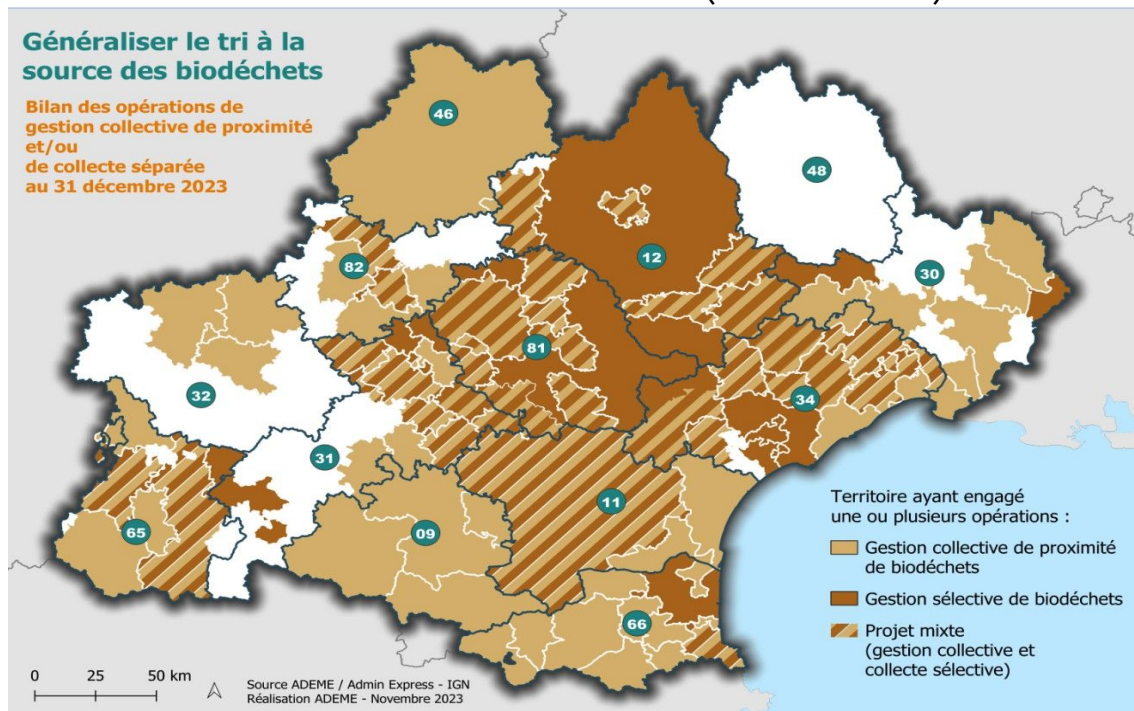 Généraliser le tri à la
source des biodéchets
Bilan des opérations de
gestion collective de proximité
et/ou
de collecte séparée
au 31 décembre 2023
46
48
12
30
82
81
32
34
31
11
65
09
66
Territoire ayant engagé
une ou plusieurs opérations :
Gestion collective de proximité
de biodéchets
Gestion sélective de biodéchets
Projet mixte
(gestion collective et
collecte sélective)
0 25 50 km
Source ADEME / Admin Express - IGN
Réalisation ADEME - Novembre 2023